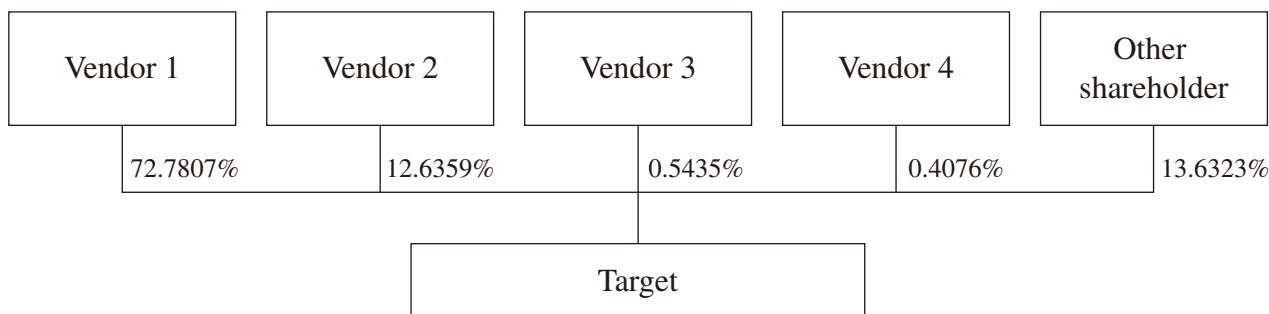 Vendor 1
Vendor 2
Vendor 3
Vendor 4
Other
shareholder
72.7807%
12.6359%
0.5435%
0.4076%
13.6323%
Target